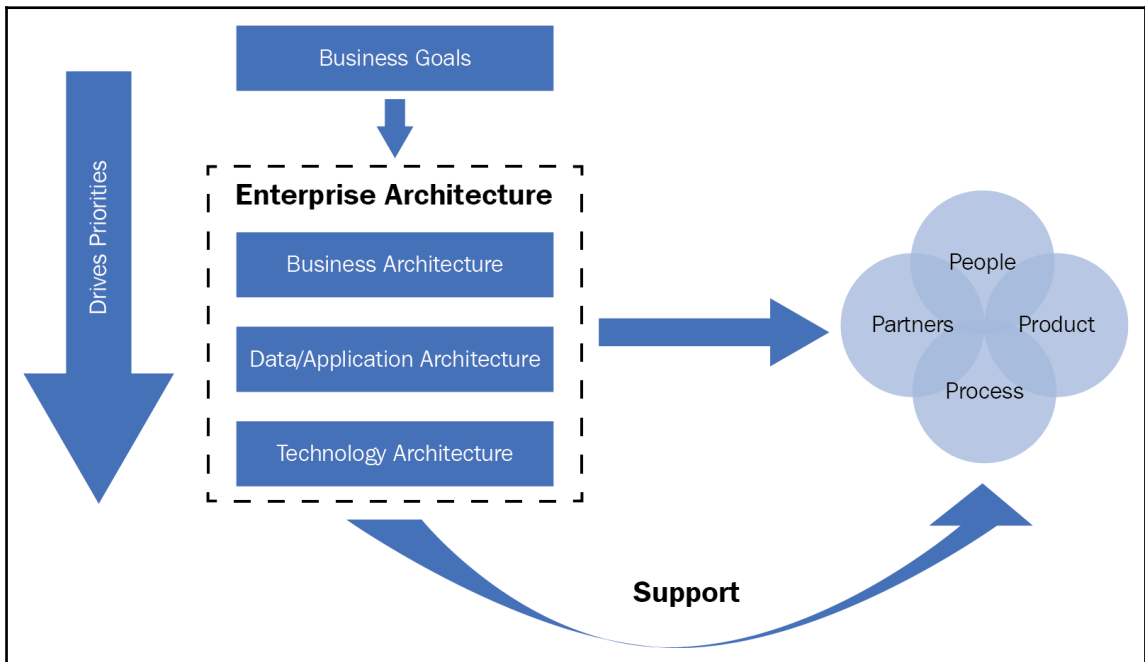 Business Goals
Drives Priorities
Enterprise Architecture
Business Architecture
Data/Application Architecture
Technology Architecture
People
Partners
Product
Process
Support